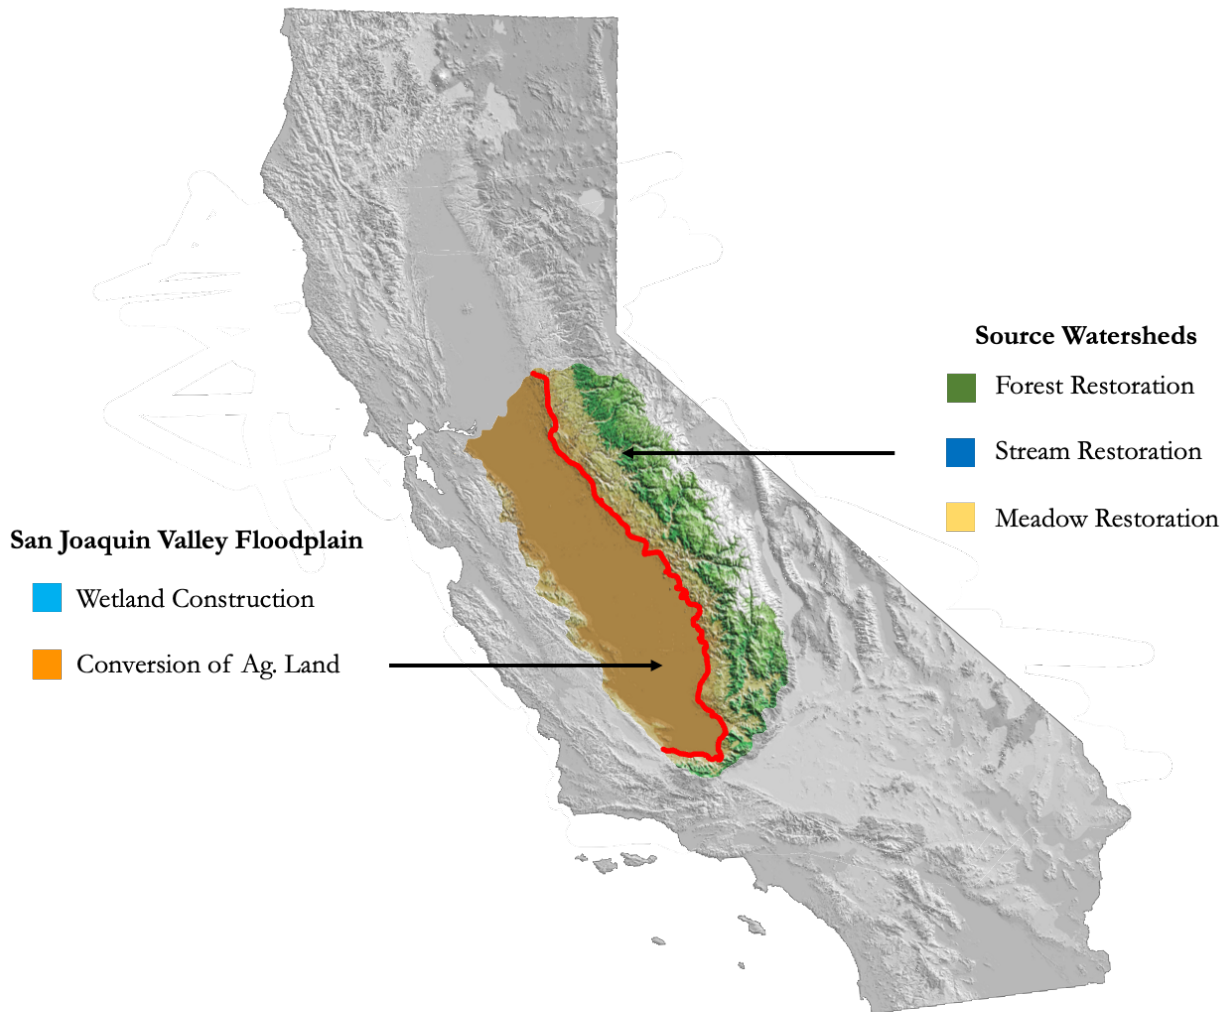 Source Watersheds
Forest Restoration
Stream Restoration
Meadow Restoration
San Joaquin Valley Floodplain
Wetland Construction
Conversion of Ag. Land